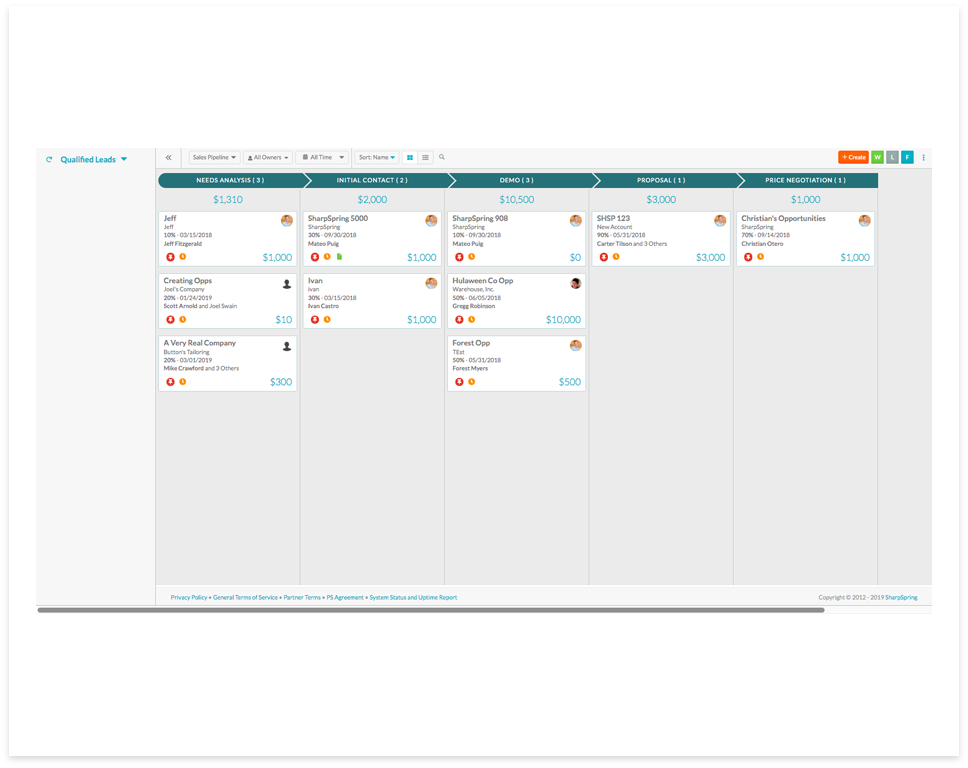 Qualified Leads
Sales Pipeline
All Owners
All Time
Sort: Name
+ Create
W
L
F
NEEDS ANALYSIS ( 3 )
INITIAL CONTACT ( 2 )
DEMO ( 3 )
PROPOSAL ( 1 )
PRICE NEGOTIATION ( 1 )
$1,310
$2,000
$10,500
$3,000
$1,000
Jeff
Jeff
10% - 03/15/2018
Jeff Fitzgerald
$1,000
Creating Opps
Joel's Company
20% - 01/24/2019
Scott Arnold and Joel Swain
$10
A Very Real Company
Button's Tailoring
20% - 03/01/2019
Mike Crawford and 3 Others
$300
SharpSpring 5000
SharpSpring
30% - 09/30/2018
Mateo Puig
$1,000
Ivan
ivan
30% - 03/15/2018
Ivan Castro
$1,000
SharpSpring 908
SharpSpring
10% - 09/30/2018
Mateo Puig
$0
Hulaween Co Opp
Warehouse, Inc.
50% - 06/05/2018
Gregg Robinson
$10,000
Forest Opp
TEst
50% - 05/31/2018
Forest Myers
$500
SHSP 123
New Account
90% - 05/31/2018
Carter Tilson and 3 Others
$3,000
Christian's Opportunities
SharpSpring
70% - 09/14/2018
Christian Otero
$1,000
Privacy Policy • General Terms of Service • Partner Terms • PS Agreement • System Status and Uptime Report
Copyright © 2012 - 2019 SharpSpring